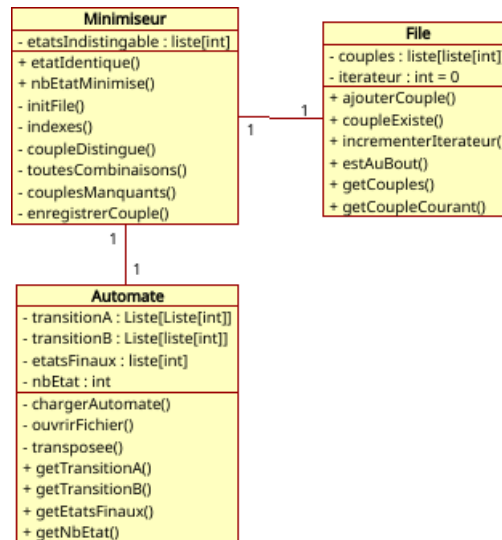 Minimiseur
- etatsIndistingable : liste[int]
+ etatIdentique()
+ nbEtatMinimise()
- initFile()
- indexes()
- coupleDistingue()
- toutesCombinaisons()
- couplesManquants()
- enregistrerCouple()
File
- couples : liste[liste[int]
- iterateur : int = 0
+ ajouterCouple()
+ coupleExiste()
+ incrementerIterateur(
+ estAuBout()
+ getCouples()
+ getCoupleCourant()
1
1
1
1
Automate
- transitionA : Liste[Liste[int]]
- transitionB : Liste[liste[int]]
- etatsFinaux : liste[int]
- nbEtat : int
- chargerAutomate()
- ouvrirFichier()
- transposee()
+ getTransitionA()
+ getTransitionB()
+ getEtatsFinaux()
+ getNbEtat()